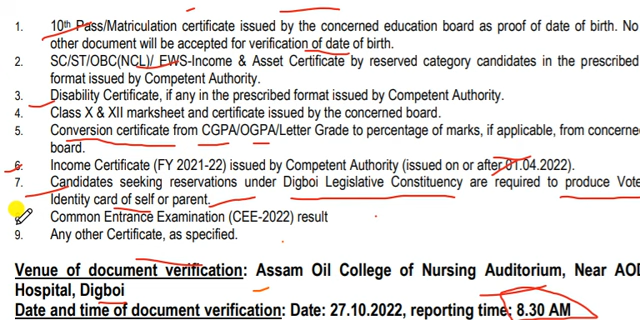 1. 10th Pass/Matriculation certificate issued by the concerned education board as proof of date of birth. No
other document will be accepted for verification of date of birth.
2. SC/ST/OBC(NCL)/ EWS-Income & Asset Certificate by reserved category candidates in the prescribed
format issued by Competent Authority.
3. Disability Certificate, if any in the prescribed format issued by Competent Authority.
4. Class X & XII marksheet and certificate issued by the concerned board.
5. Conversion certificate from CGPA/OGPA/Letter Grade to percentage of marks, if applicable, from concerne
board.
6. Income Certificate (FY 2021-22) issued by Competent Authority (issued on or after 01.04.2022).
7. Candidates seeking reservations under Digboi Legislative Constituency are required to produce Vote
Identity card of self or parent.
Common Entrance Examination (CEE-2022) result
9. Any other Certificate, as specified.
Venue of document verification: Assam Oil College of Nursing Auditorium, Near AOD
Hospital, Digboi
Date and time of document verification: Date: 27.10.2022, reporting time: 8.30 AM